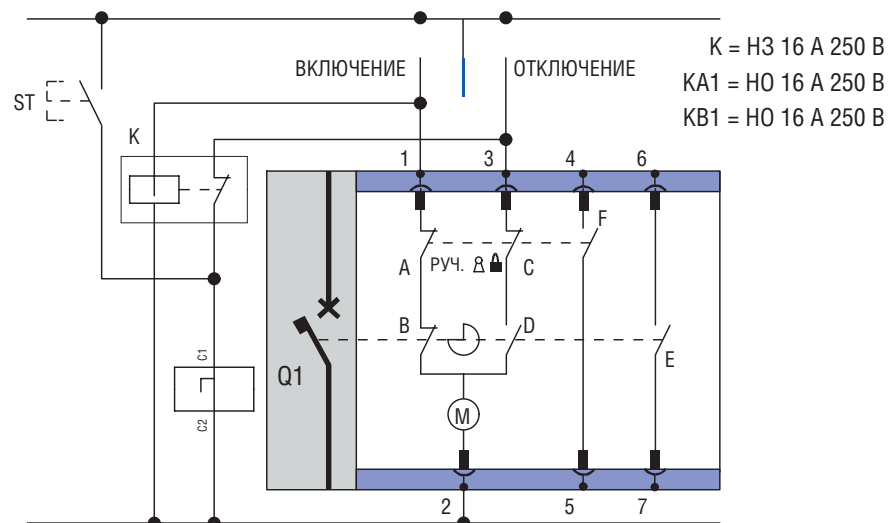 K = НЗ 16 А 250 В
KA1 = НО 16 А 250 В
KB1 = НО 16 А 250 В
ВКЛЮЧЕНИЕ
ОТКЛЮЧЕНИЕ
ST
K
1 3 4 6
F
A РУЧ. C
B D
E
Q1
C1
C2
M
2 5 7